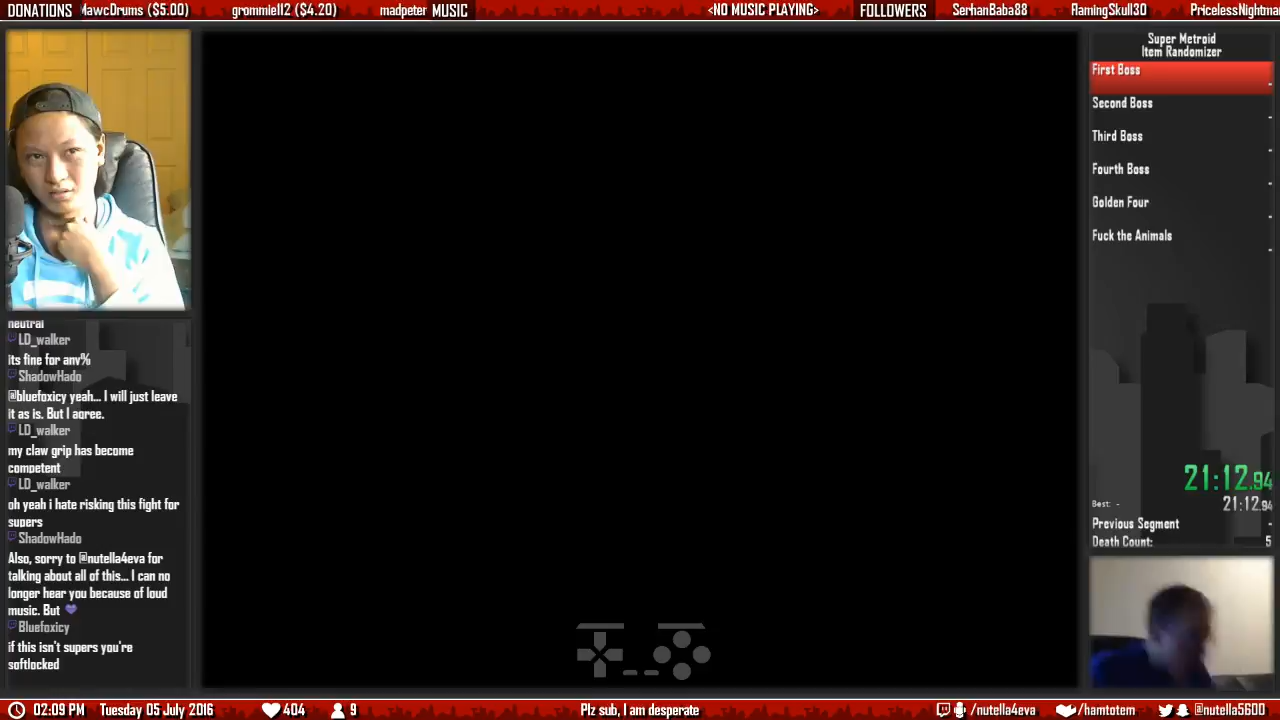 DONATIONS MawcDrums ($5.00) grommie112 ($4.20) madpeter MUSIC <NO MUSIC PLAYING> FOLLOWERS SerhanBaba88 FlamingSkull30 PricelessNightma
Super Metroid
Item Randomizer
First Boss
-
Second Boss
-
Third Boss
-
Fourth Boss
-
Golden Four
-
Fuck the Animals
-
21:12.94
Best: - 21:12.94
Previous Segment -
Death Count: 5
neutral
LD_walker
its fine for any%
ShadowHado
@bluefoxicy yeah... I will just leave
it as is. But I agree.
LD_walker
my claw grip has become
competent
LD_walker
oh yeah i hate risking this fight for
supers
ShadowHado
Also, sorry to @nutella4eva for
talking about all of this... I can no
longer hear you because of loud
music. But
Bluefoxicy
if this isn't supers you're
softlocked
02:09 PM Tuesday 05 July 2016 404 9 Plz sub, I am desperate /nutella4eva /hamtotem @nutella5600